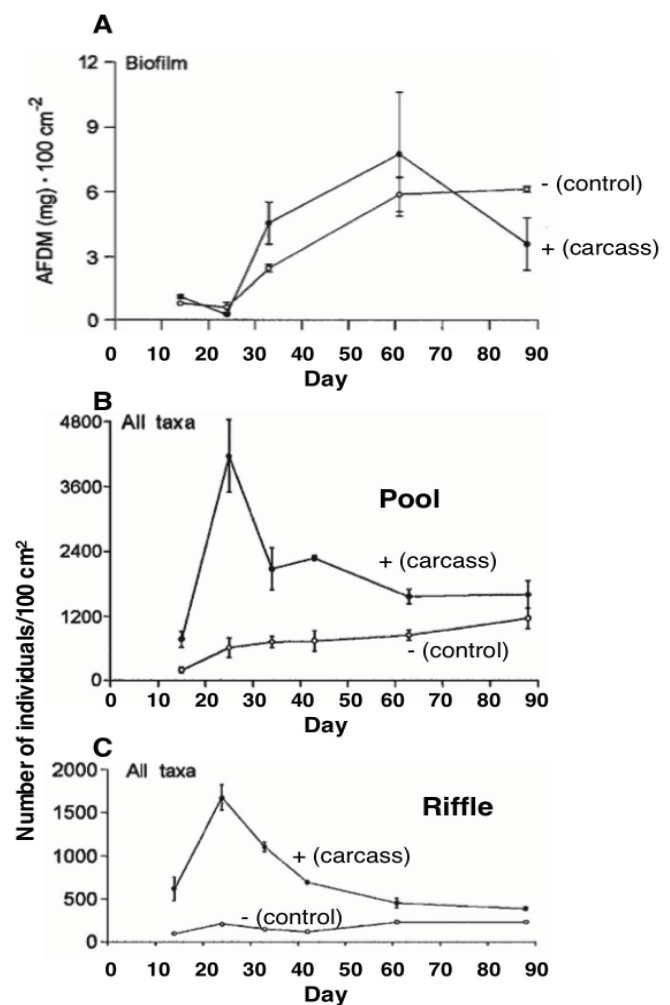 A
12
Biofilm
9
6
3
0
AFDM (mg) · 100 cm-2
- (control)
+ (carcass)
0 10 20 30 40 50 60 70 80 90
Day
B
4800
All taxa
3600
2400
1200
0
Pool
+ (carcass)
- (control)
0 10 20 30 40 50 60 70 80 90
Day
Number of individuals/100 cm2
C
2000
All taxa
1500
1000
500
0
Riffle
+ (carcass)
- (control)
0 10 20 30 40 50 60 70 80 90
Day